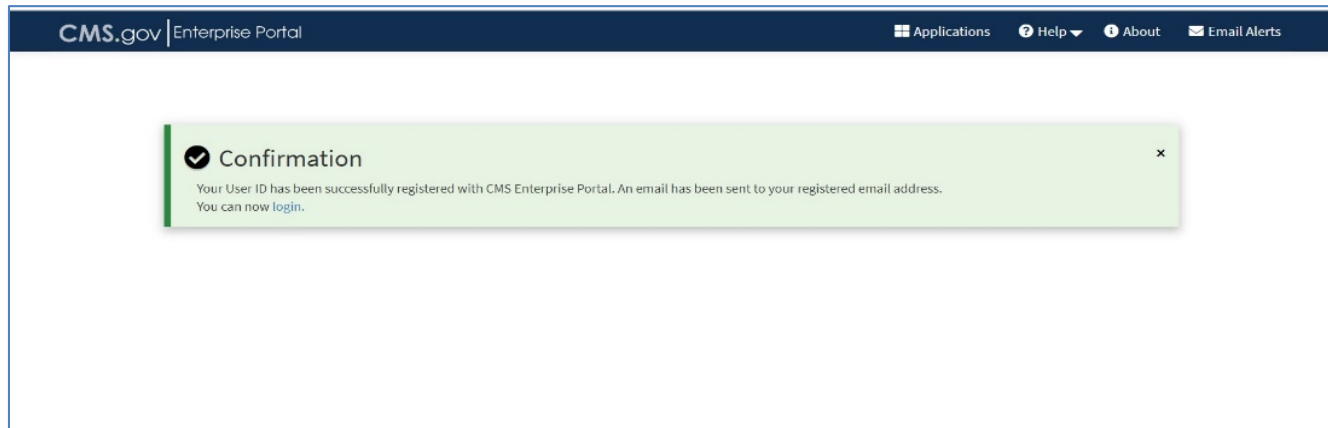 CMS.gov Enterprise Portal
Applications Help About Email Alerts
Confirmation
Your User ID has been successfully registered with CMS Enterprise Portal. An email has been sent to your registered email address.
You can now login.